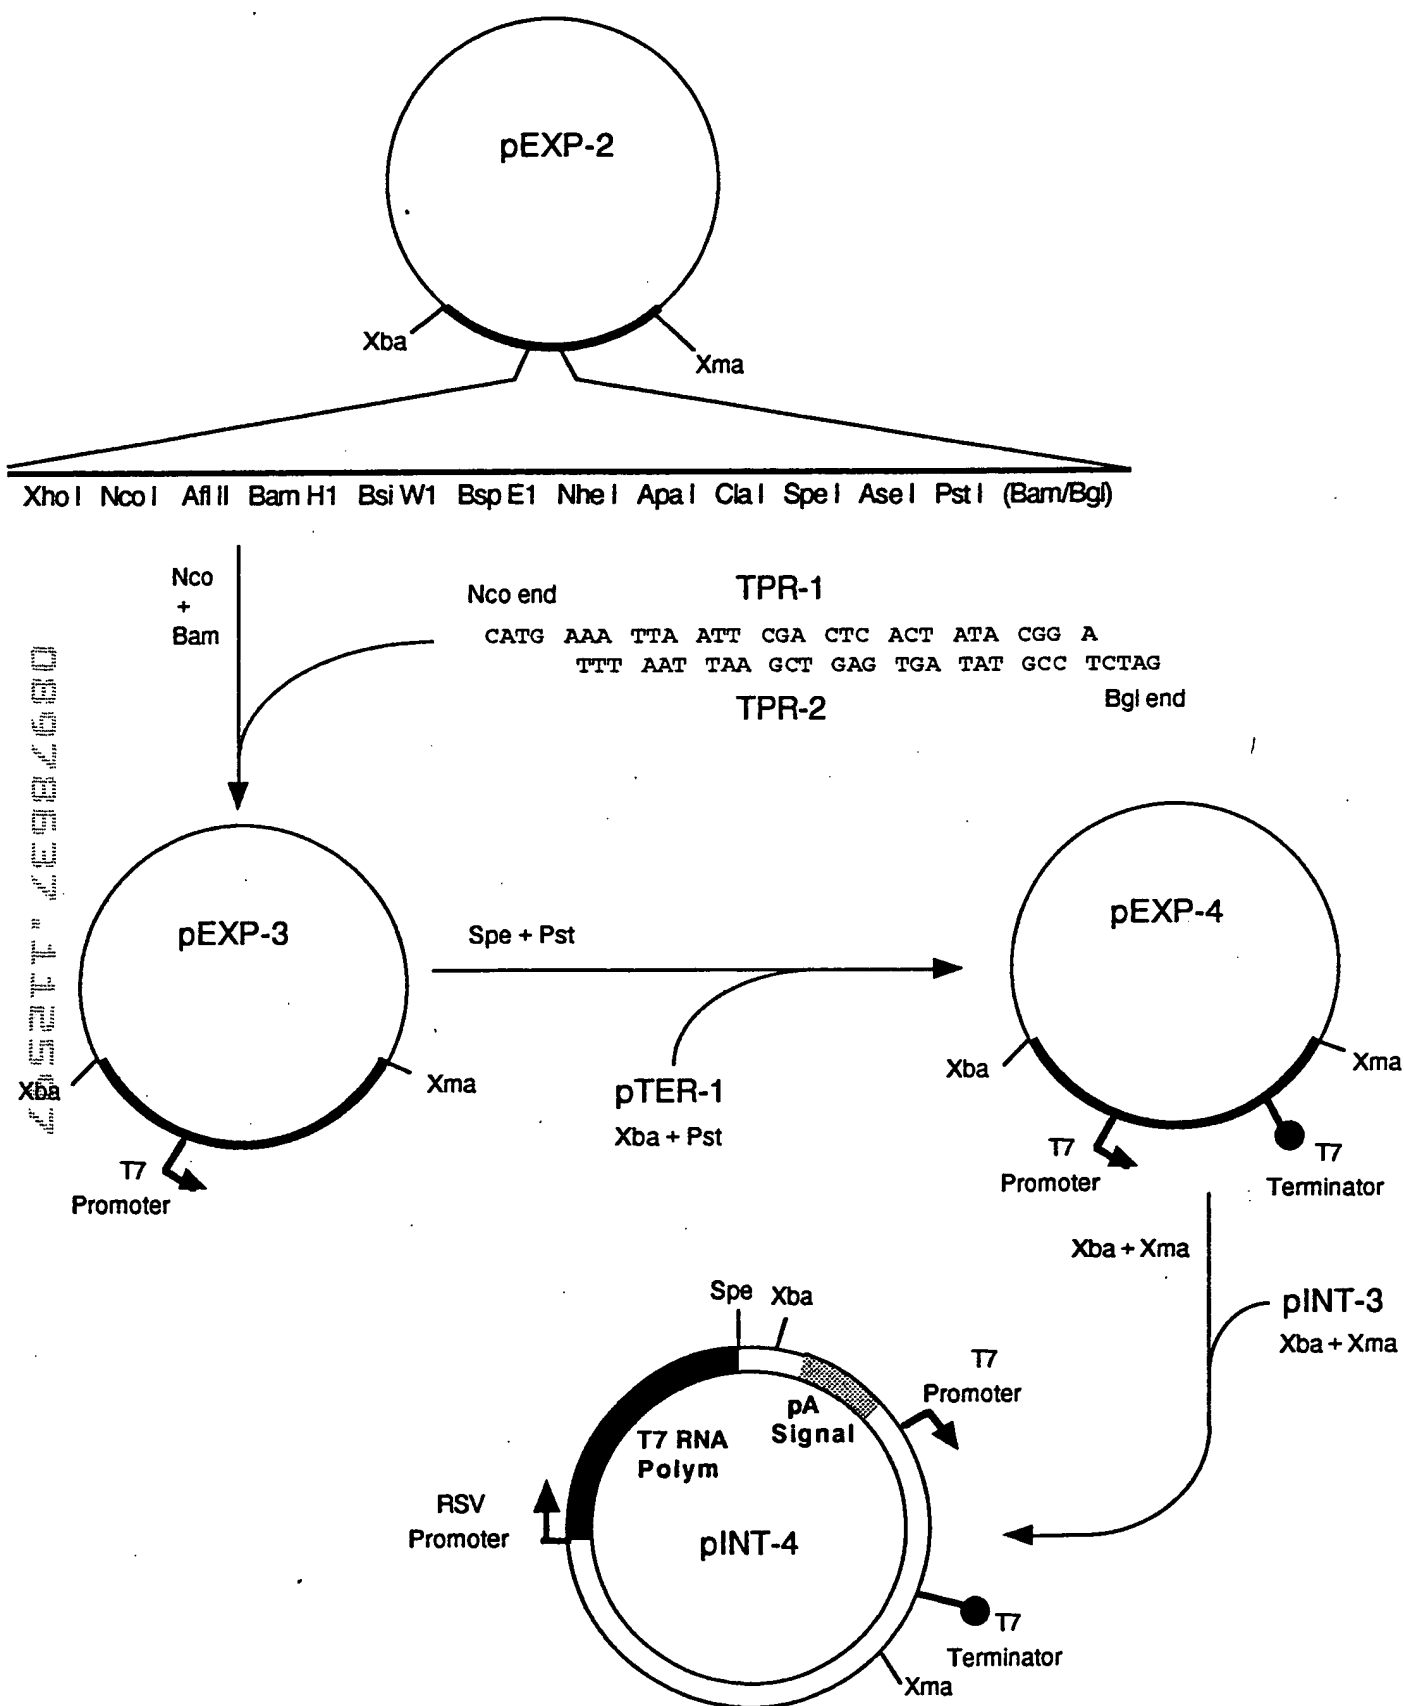 pEXP-2
Xba
Xma
Xho I Nco I Afl II Bam H1 Bsi W1 Bsp E1 Nhe I Apa I Cla I Spe I Ase I Pst I (Bam/Bgl)
Nco
+
Bam
Nco end
TPR-1
CATG AAA TTA ATT CGA CTC ACT ATA CGG A
TTT AAT TAA GCT GAG TGA TAT GCC TCTAG
TPR-2
Bgl end
pEXP-3
Xba
Xma
T7
Promoter
Spe + Pst
pTER-1
Xba + Pst
pEXP-4
Xba
Xma
T7
Promoter
T7
Terminator
Xba + Xma
pINT-3
Xba + Xma
Spe
Xba
T7
Promoter
pA
Signal
T7 RNA
Polym
RSV
Promoter
pINT-4
T7
Terminator
Xma